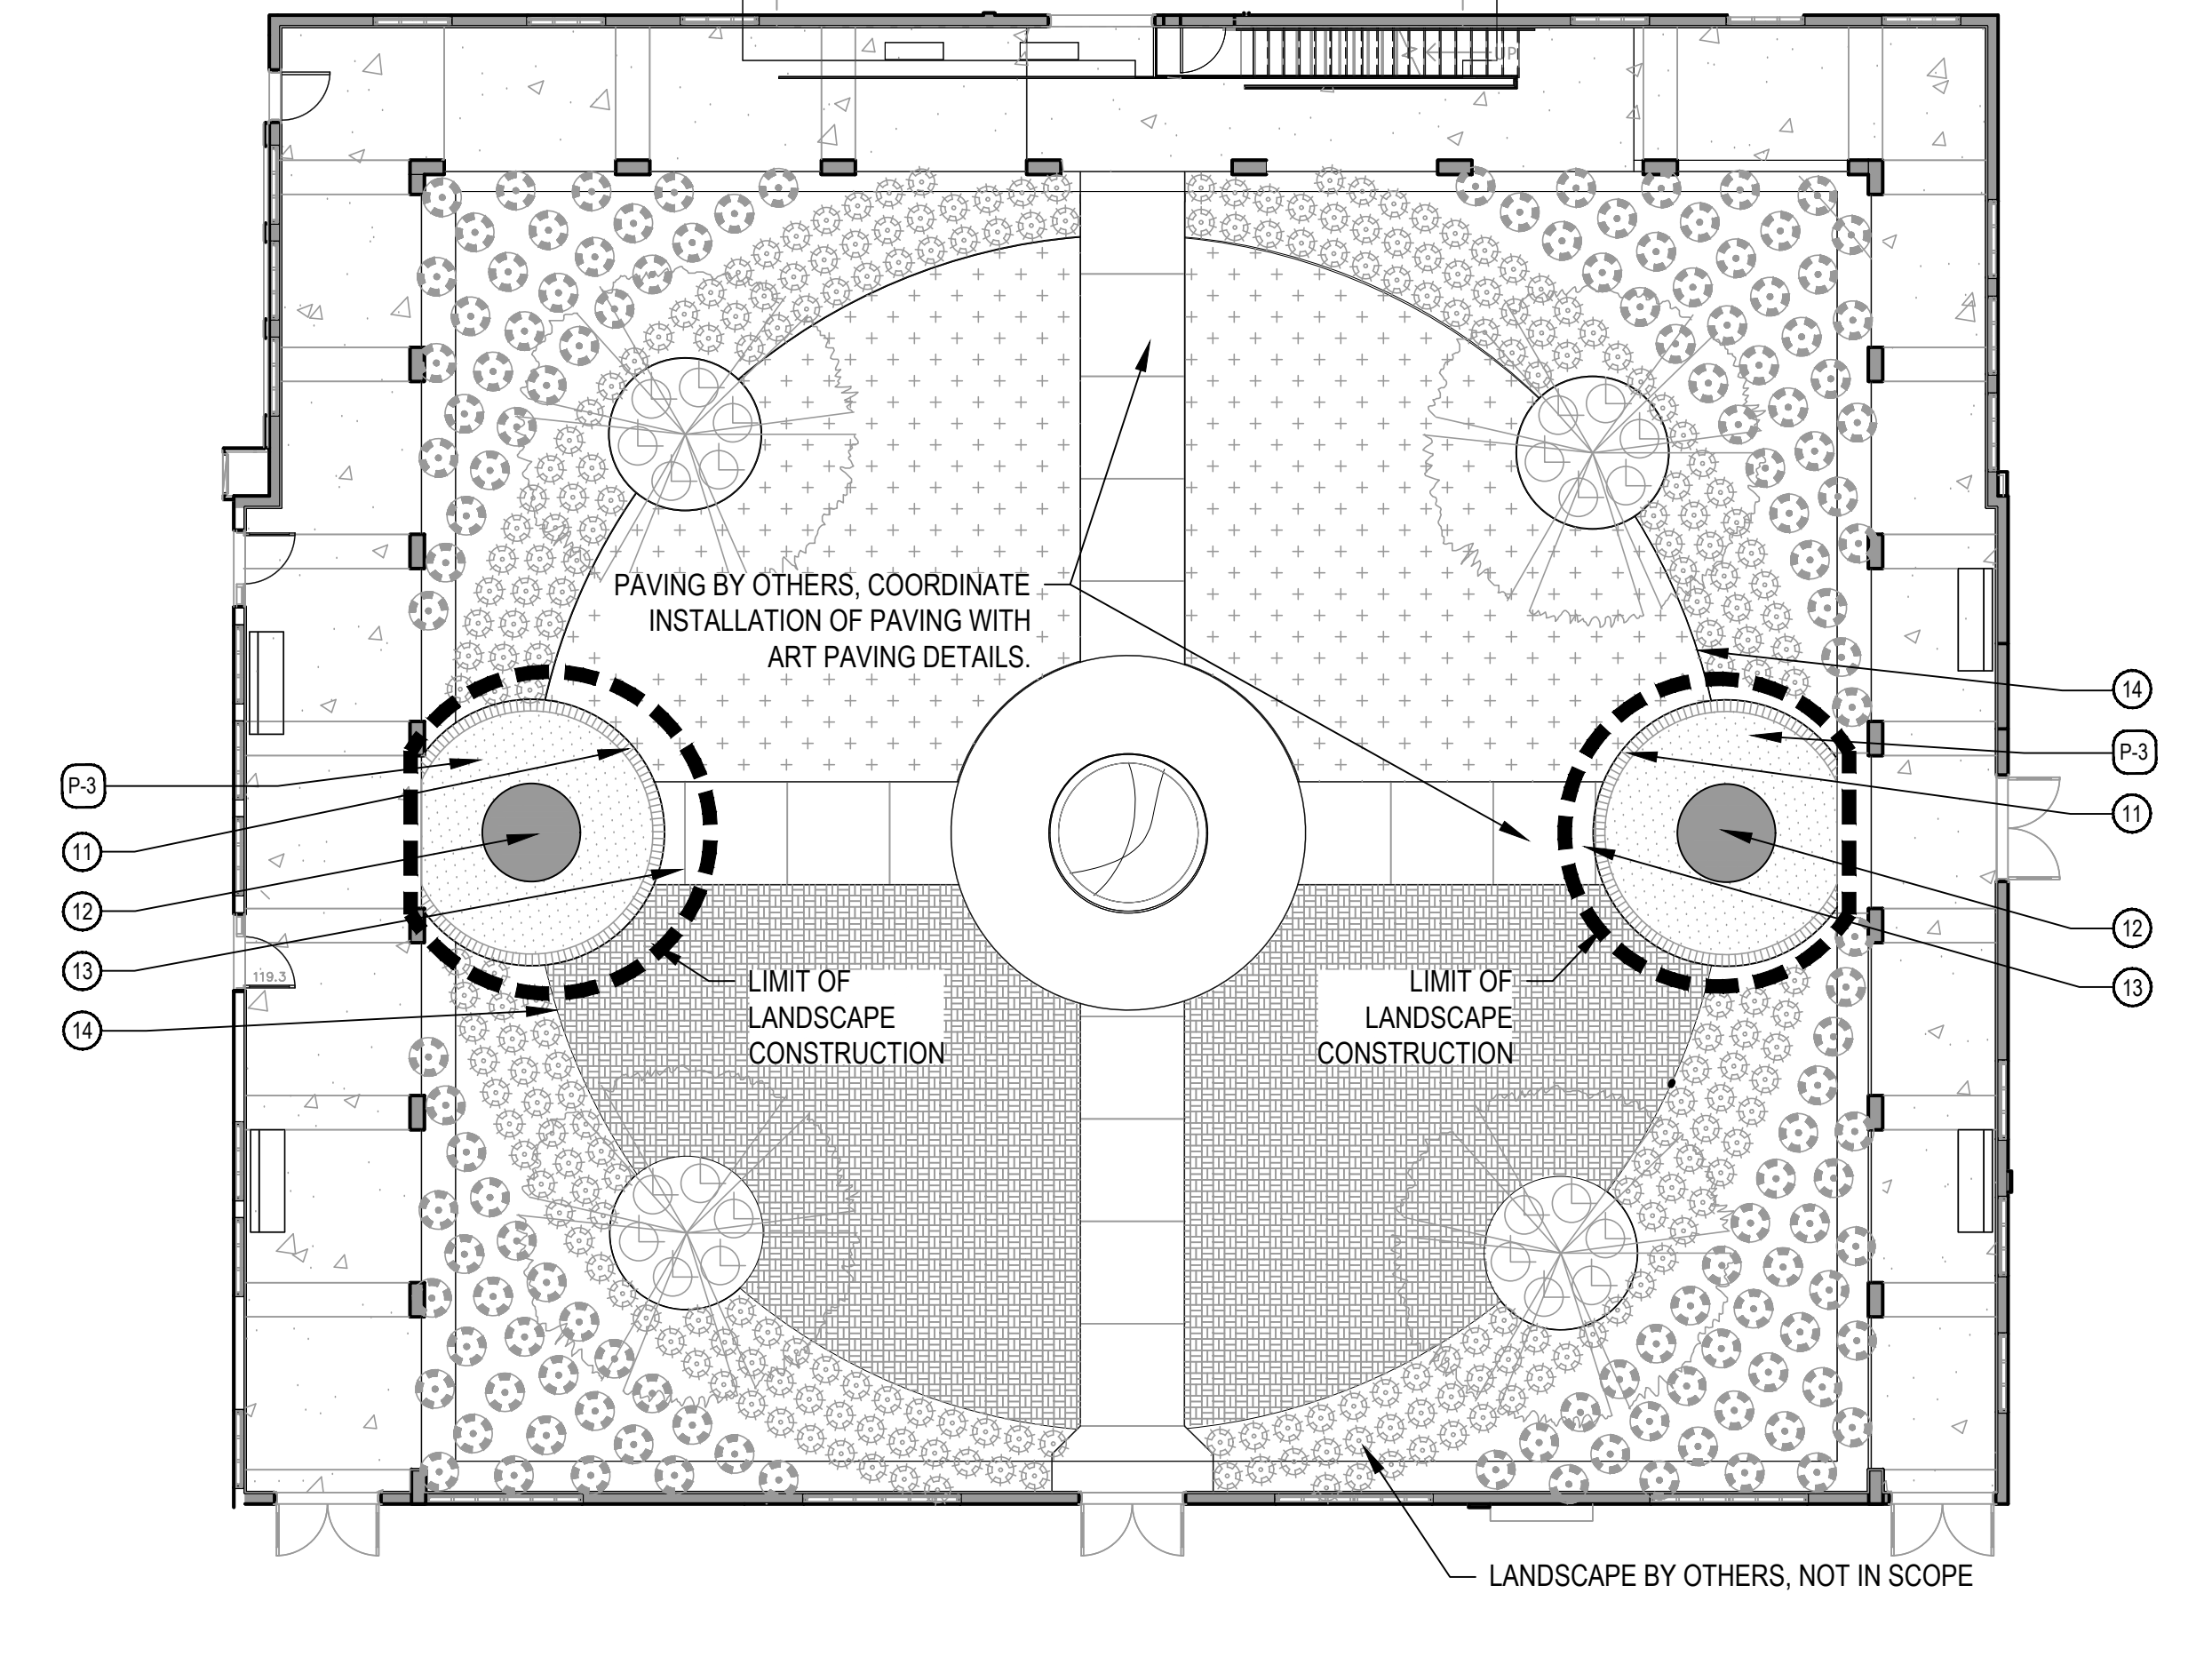 UP
PAVING BY OTHERS, COORDINATE
INSTALLATION OF PAVING WITH
ART PAVING DETAILS.
14
P-3
11
12
13
P-3
11
12
13
14
119.3
LIMIT OF
LANDSCAPE
CONSTRUCTION
LIMIT OF
LANDSCAPE
CONSTRUCTION
LANDSCAPE BY OTHERS, NOT IN SCOPE